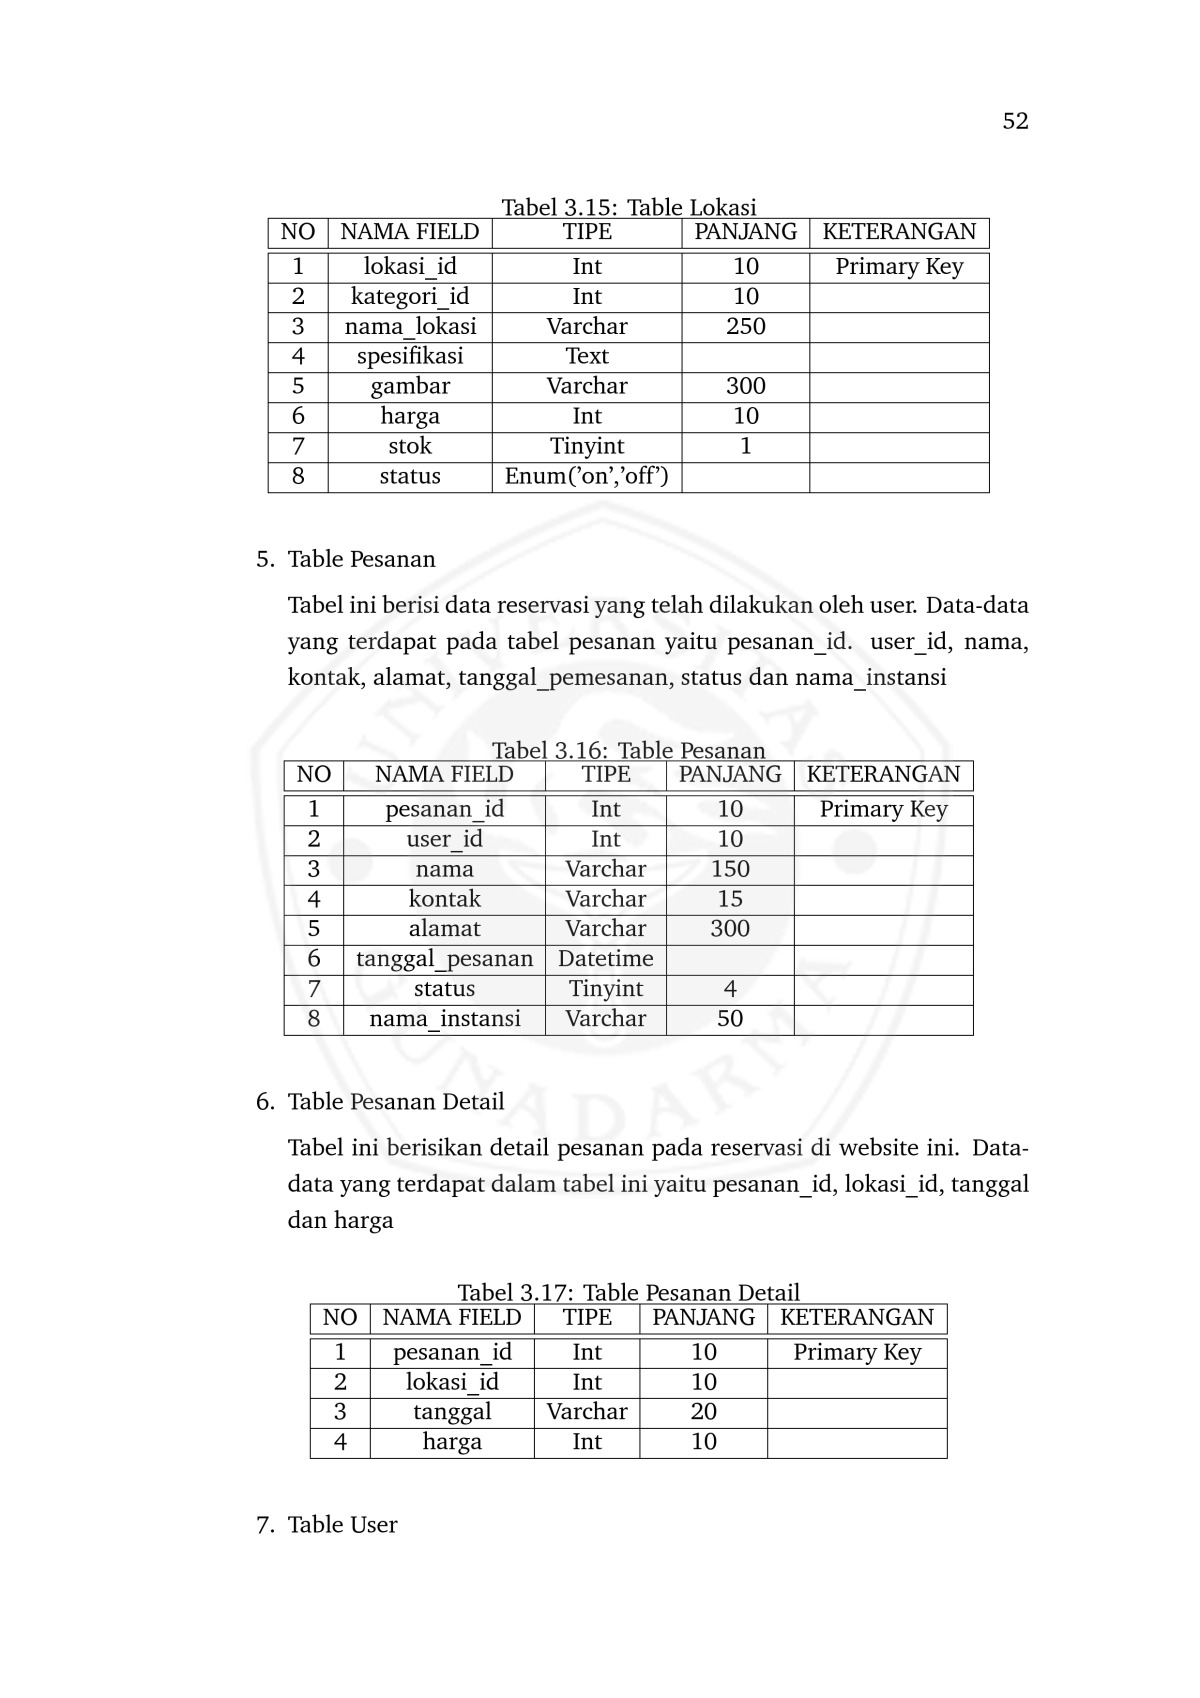 52
Tabel 3.15: Table Lokasi
NO NAMA FIELD TIPE PANJANG KETERANGAN
1 lokasi_id Int 10 Primary Key
2 kategori_id Int 10
3 nama_lokasi Varchar 250
4 spesifikasi Text
5 gambar Varchar 300
6 harga Int 10
7 stok Tinyint 1
8 status Enum('on','off')
5. Table Pesanan
Tabel ini berisi data reservasi yang telah dilakukan oleh user. Data-data
yang terdapat pada tabel pesanan yaitu pesanan_id. user_id, nama,
kontak, alamat, tanggal_pemesanan, status dan nama_instansi
Tabel 3.16: Table Pesanan
NO NAMA FIELD TIPE PANJANG KETERANGAN
1 pesanan_id Int 10 Primary Key
2 user_id Int 10
3 nama Varchar 150
4 kontak Varchar 15
5 alamat Varchar 300
6 tanggal_pesanan Datetime
7 status Tinyint 4
8 nama_instansi Varchar 50
6. Table Pesanan Detail
Tabel ini berisikan detail pesanan pada reservasi di website ini. Data-
data yang terdapat dalam tabel ini yaitu pesanan_id, lokasi_id, tanggal
dan harga
Tabel 3.17: Table Pesanan Detail
NO NAMA FIELD TIPE PANJANG KETERANGAN
1 pesanan_id Int 10 Primary Key
2 lokasi_id Int 10
3 tanggal Varchar 20
4 harga Int 10
7. Table User
UNIVERSITAS
GUNADARMA